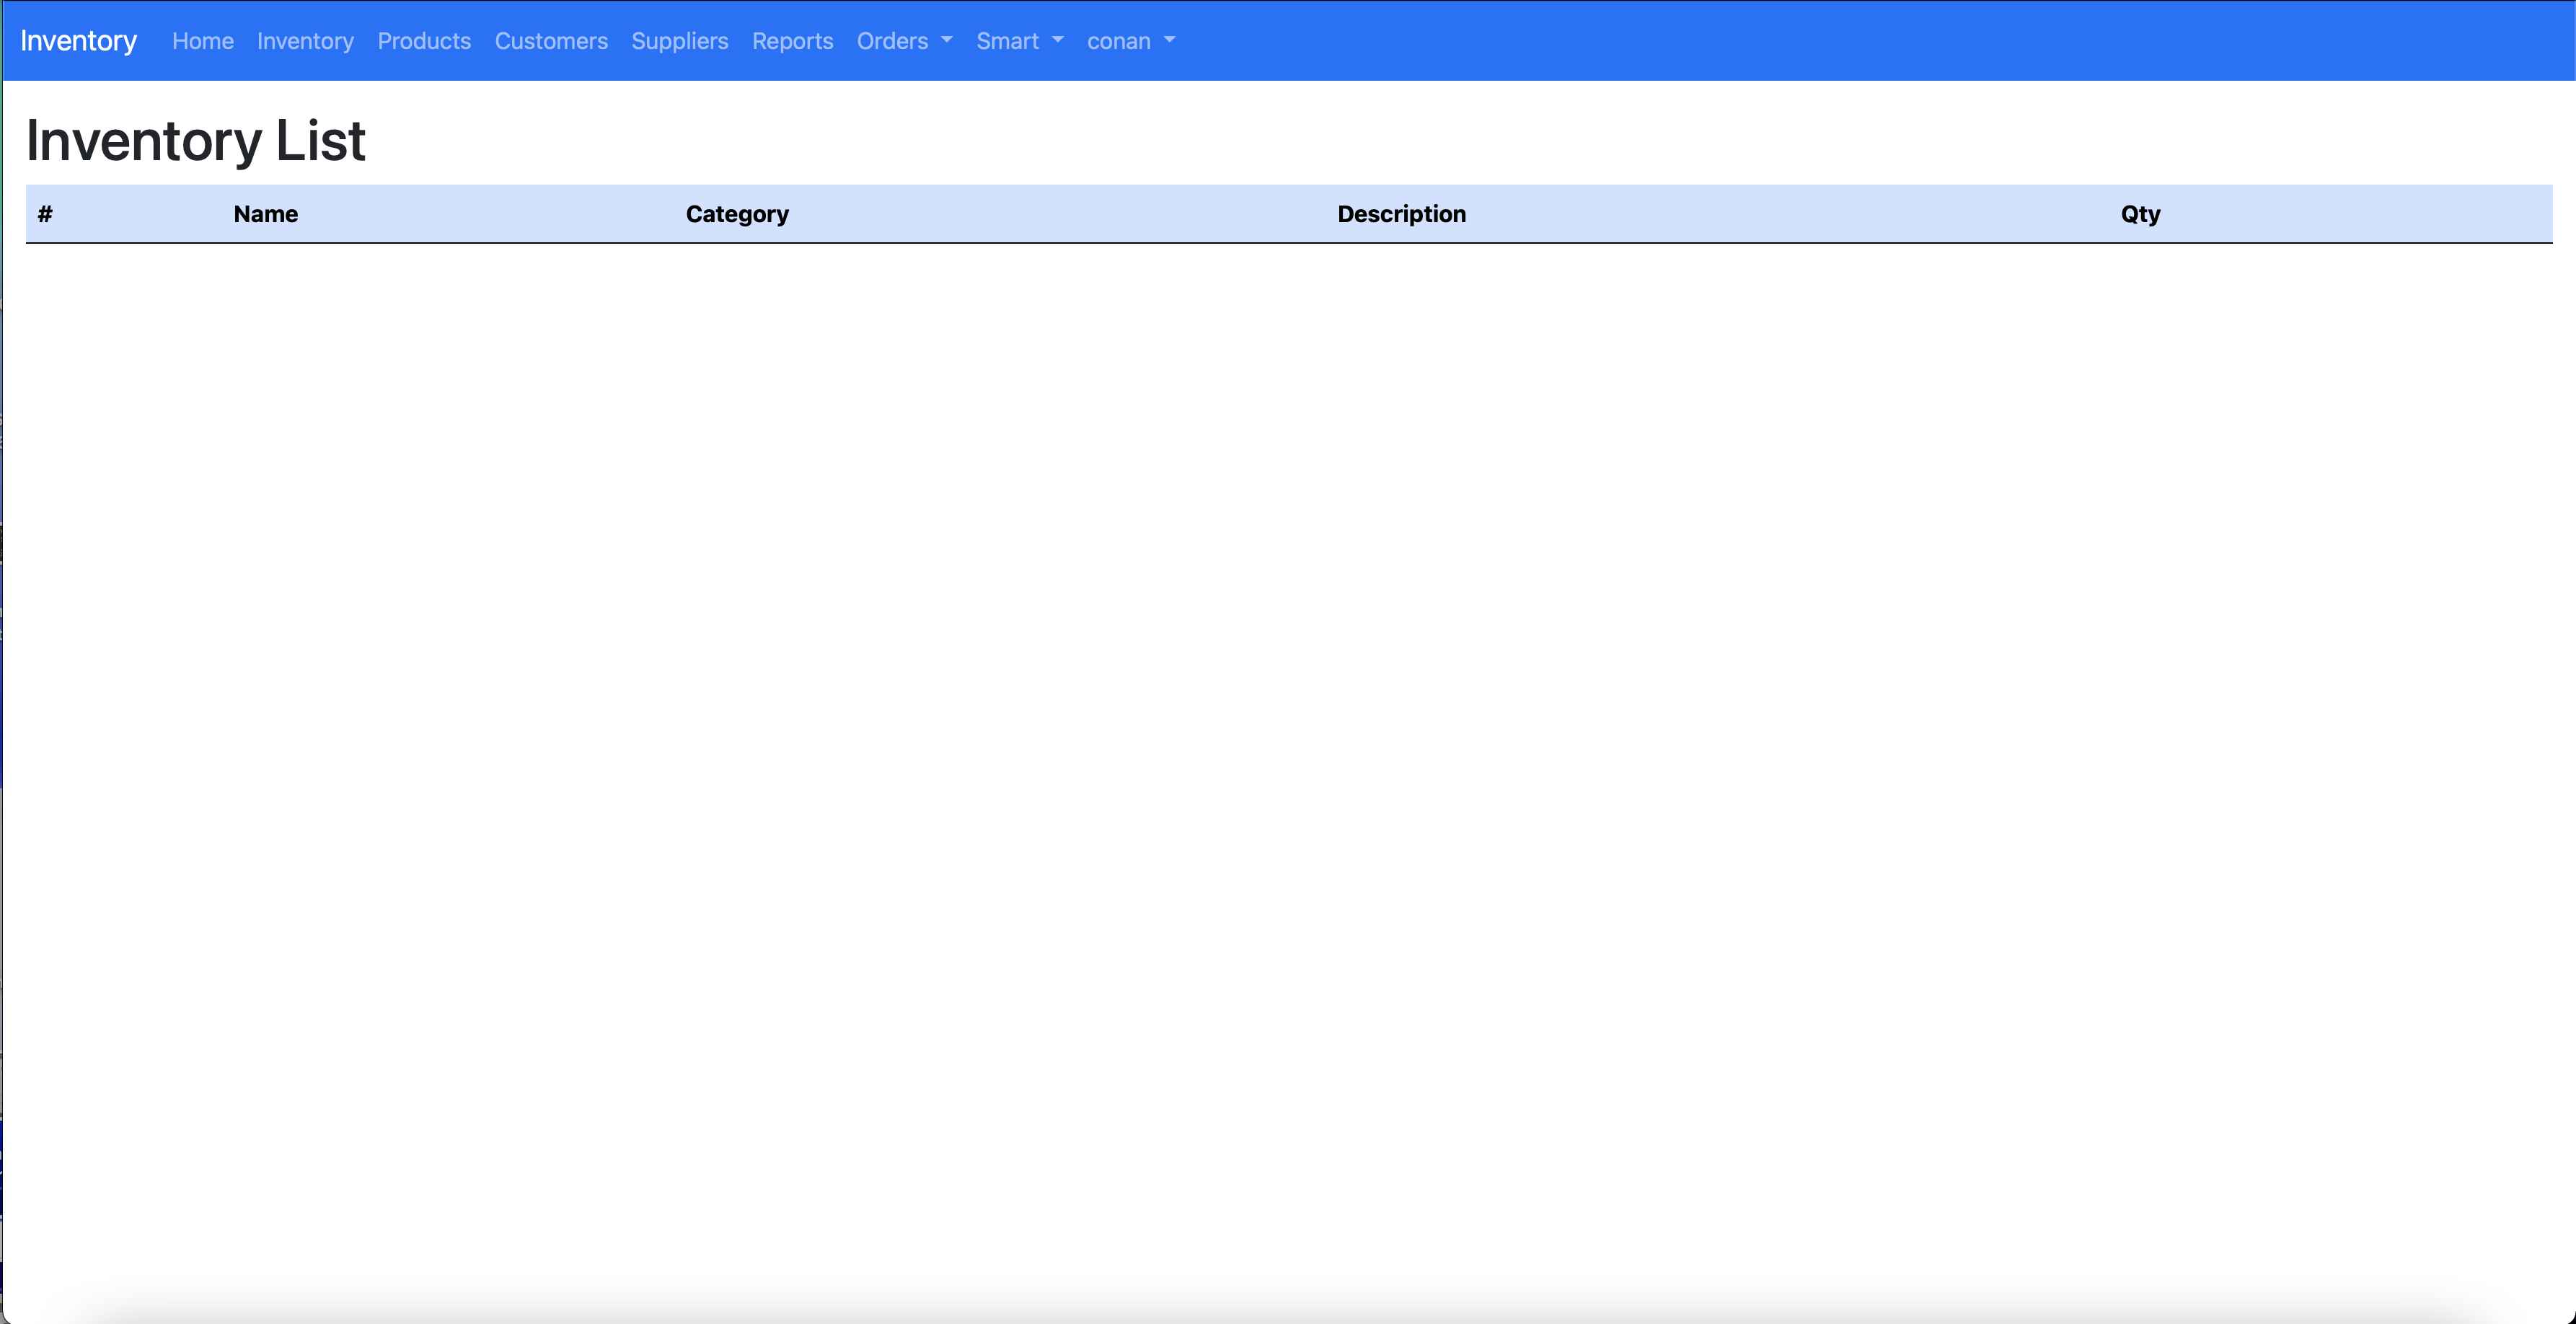 Inventory Home Inventory Products Customers Suppliers Reports Orders Smart conan
Inventory List
# Name Category Description Qty